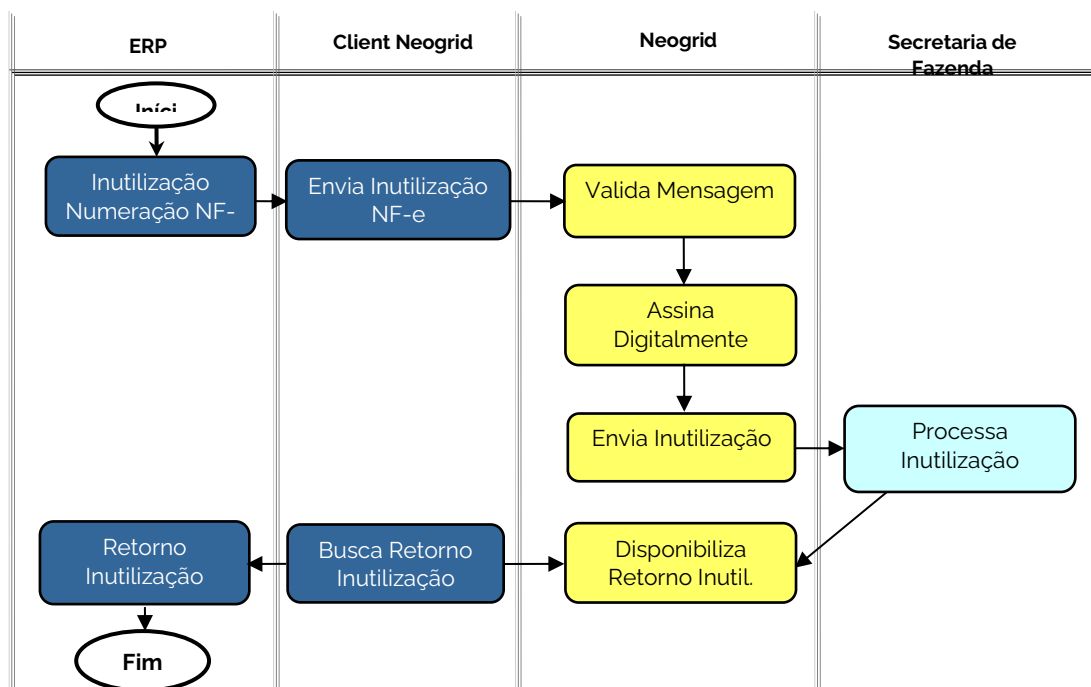 ERP
Client Neogrid
Neogrid
Secretaria de
Fazenda
Iníci
Inutilização
Numeração NF-
Envia Inutilização
NF-e
Valida Mensagem
Assina
Digitalmente
Envia Inutilização
Processa
Inutilização
Retorno
Inutilização
Busca Retorno
Inutilização
Disponibiliza
Retorno Inutil.
Fim